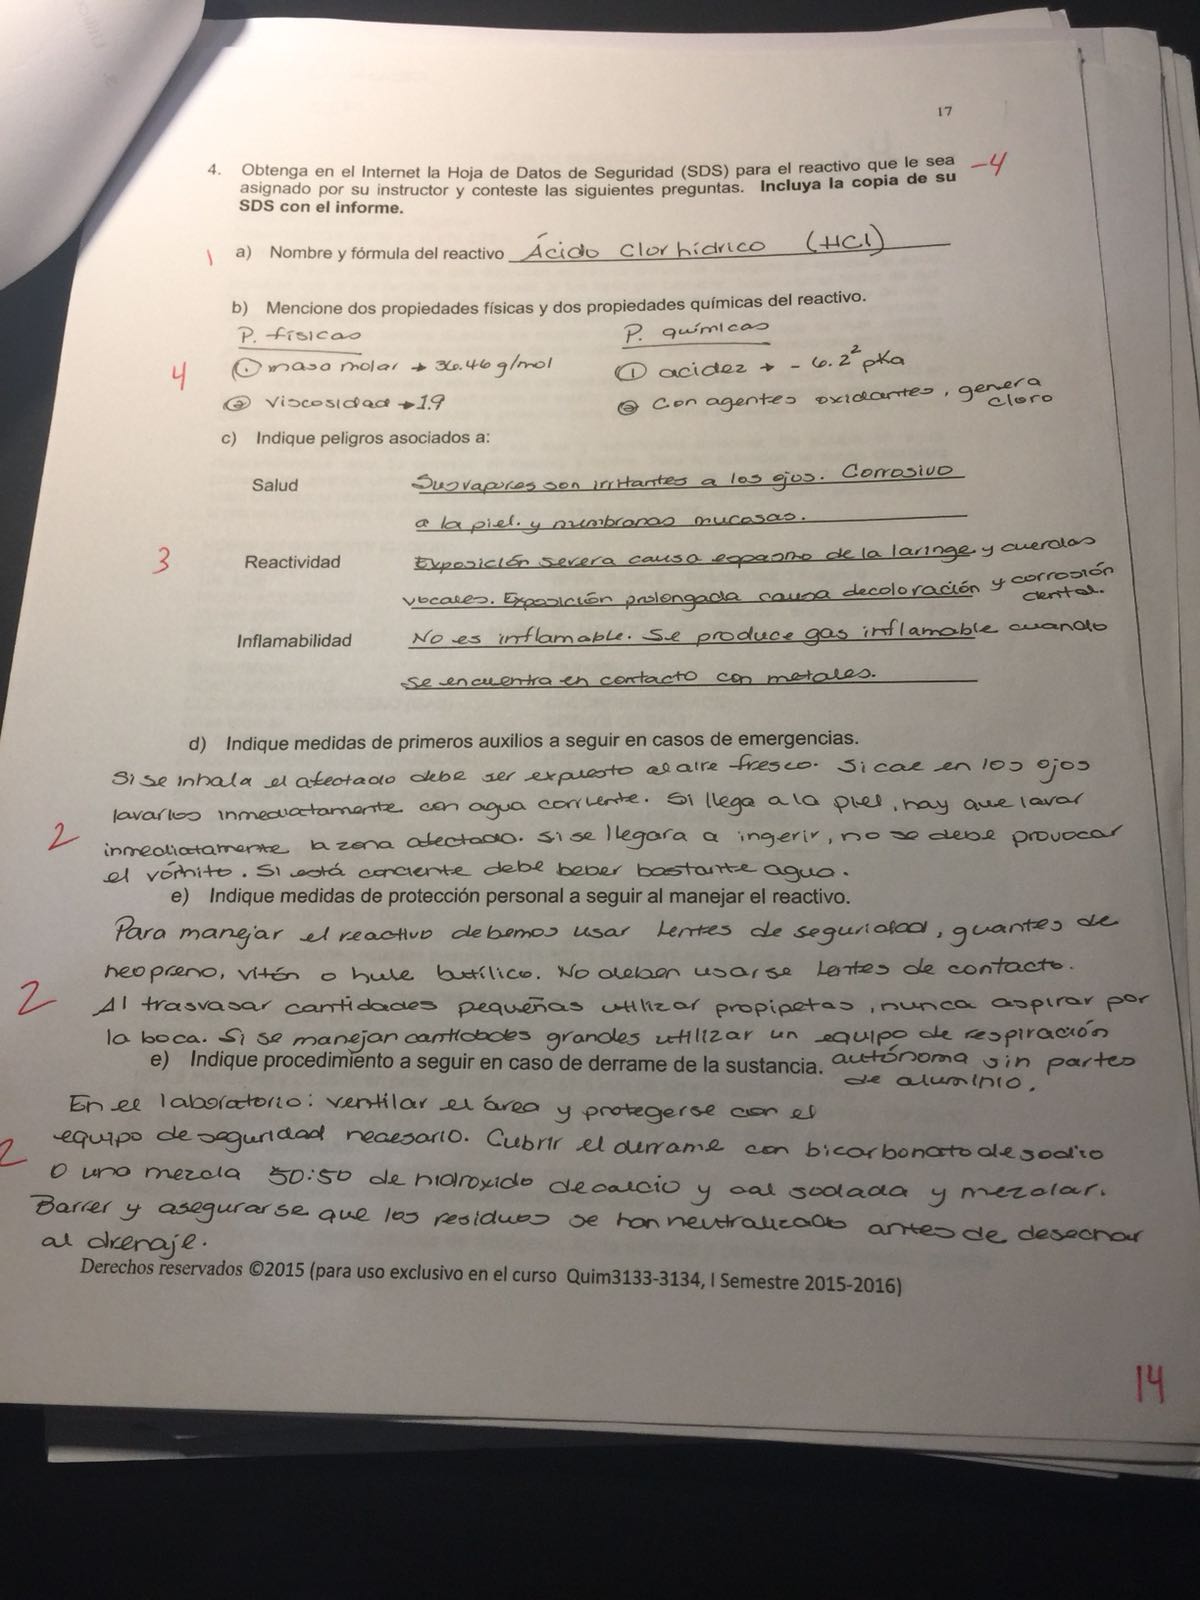 17
4. Obtenga en el Internet la Hoja de Datos de Seguridad (SDS) para el reactivo que le sea -4
asignado por su instructor y conteste las siguientes preguntas. Incluya la copia de su
SDS con el informe.
1 a) Nombre y fórmula del reactivo Ácido Clorhídrico (HCl)
b) Mencione dos propiedades físicas y dos propiedades químicas del reactivo.
P. físicas P. químicas
4 ① masa molar → 36.46 g/mol ① acidez → -6.2² pKa
② viscosidad → 1.9 ② Con agentes oxidantes, genera
cloro
c) Indique peligros asociados a:
Salud Sus vapores son irritantes a los ojos. Corrosivo
a la piel. y numbranas mucosas.
3 Reactividad Exposición severa causa espasmo de la laringe y cuerdas
vocales. Exposición prolongada causa decoloración y corrosión
dental.
Inflamabilidad No es inflamable. Se produce gas inflamable cuando
se encuentra en contacto con metales.
d) Indique medidas de primeros auxilios a seguir en casos de emergencias.
Si se inhala el afectado debe ser expuesto al aire fresco. Si cae en los ojos
lavarlos inmediatamente con agua corriente. Si llega a la piel, hay que lavar
2 inmediatamente la zona afectada. Si se llegara a ingerir, no se debe provocar
el vómito. Si está conciente debe beber bastante agua.
e) Indique medidas de protección personal a seguir al manejar el reactivo.
Para manejar el reactivo debemos usar lentes de seguridad, guantes de
neopreno, vitón o hule butílico. No deben usarse lentes de contacto.
2 Al trasvasar cantidades pequeñas utilizar propipetas, nunca aspirar por
la boca. Si se manejan cantidades grandes utilizar un equipo de respiración
e) Indique procedimiento a seguir en caso de derrame de la sustancia. autónoma sin partes
de aluminio.
En el laboratorio: ventilar el área y protegerse con el
equipo de seguridad necesario. Cubrir el derrame con bicarbonato de sodio
2 o una mezcla 50:50 de hidroxido de calcio y cal sodada y mezclar.
Barrer y asegurarse que los residuos se han neutralizado antes de desechar
al drenaje.
Derechos reservados ©2015 (para uso exclusivo en el curso Quim3133-3134, I Semestre 2015-2016)
14